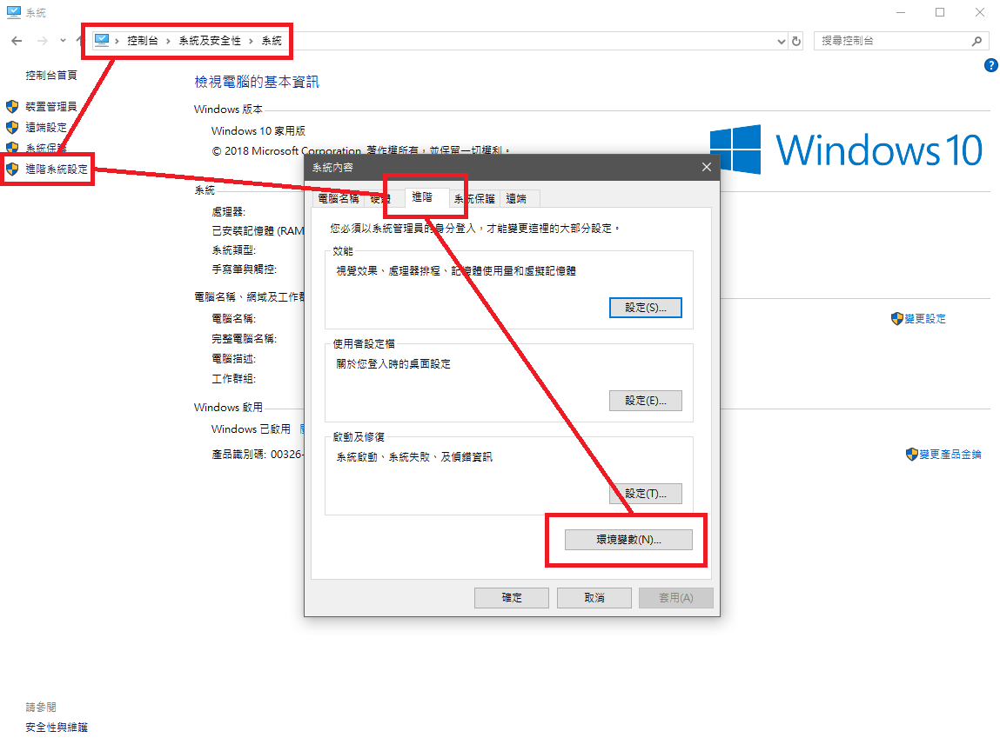 系統
控制台 › 系統及安全性 › 系統
搜尋控制台
?
控制台首頁
裝置管理員
遠端設定
系統保護
進階系統設定
檢視電腦的基本資訊
Windows 版本
Windows 10 家用版
© 2018 Microsoft Corporation. 著作權所有，並保留一切權利。
Windows 10
系統
處理器:
已安裝記憶體 (RAM
系統類型:
手寫筆與觸控:
電腦名稱、網域及工作群
電腦名稱:
完整電腦名稱:
電腦描述:
工作群組:
變更設定
Windows 啟用
Windows 已啟用
產品識別碼: 00326-
變更產品金鑰
系統內容
電腦名稱
硬體
進階
系統保護
遠端
您必須以系統管理員的身分登入，才能變更這裡的大部分設定。
效能
視覺效果、處理器排程、記憶體使用量和虛擬記憶體
設定(S)...
使用者設定檔
關於您登入時的桌面設定
設定(E)...
啟動及修復
系統啟動、系統失敗、及偵錯資訊
設定(T)...
環境變數(N)...
確定
取消
套用(A)
請參閱
安全性與維護